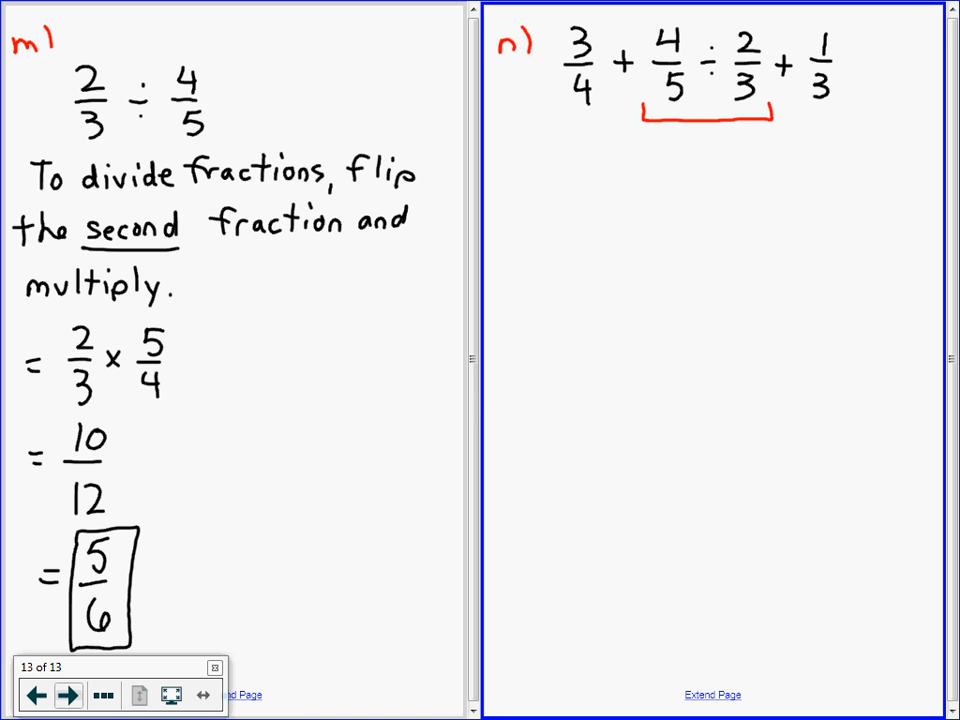 m)
2/3 ÷ 4/5
To divide fractions, flip
the second fraction and
multiply.
= 2/3 × 5/4
= 10/12
= 5/6
13 of 13
nd Page
n) 3/4 + 4/5 ÷ 2/3 + 1/3
Extend Page